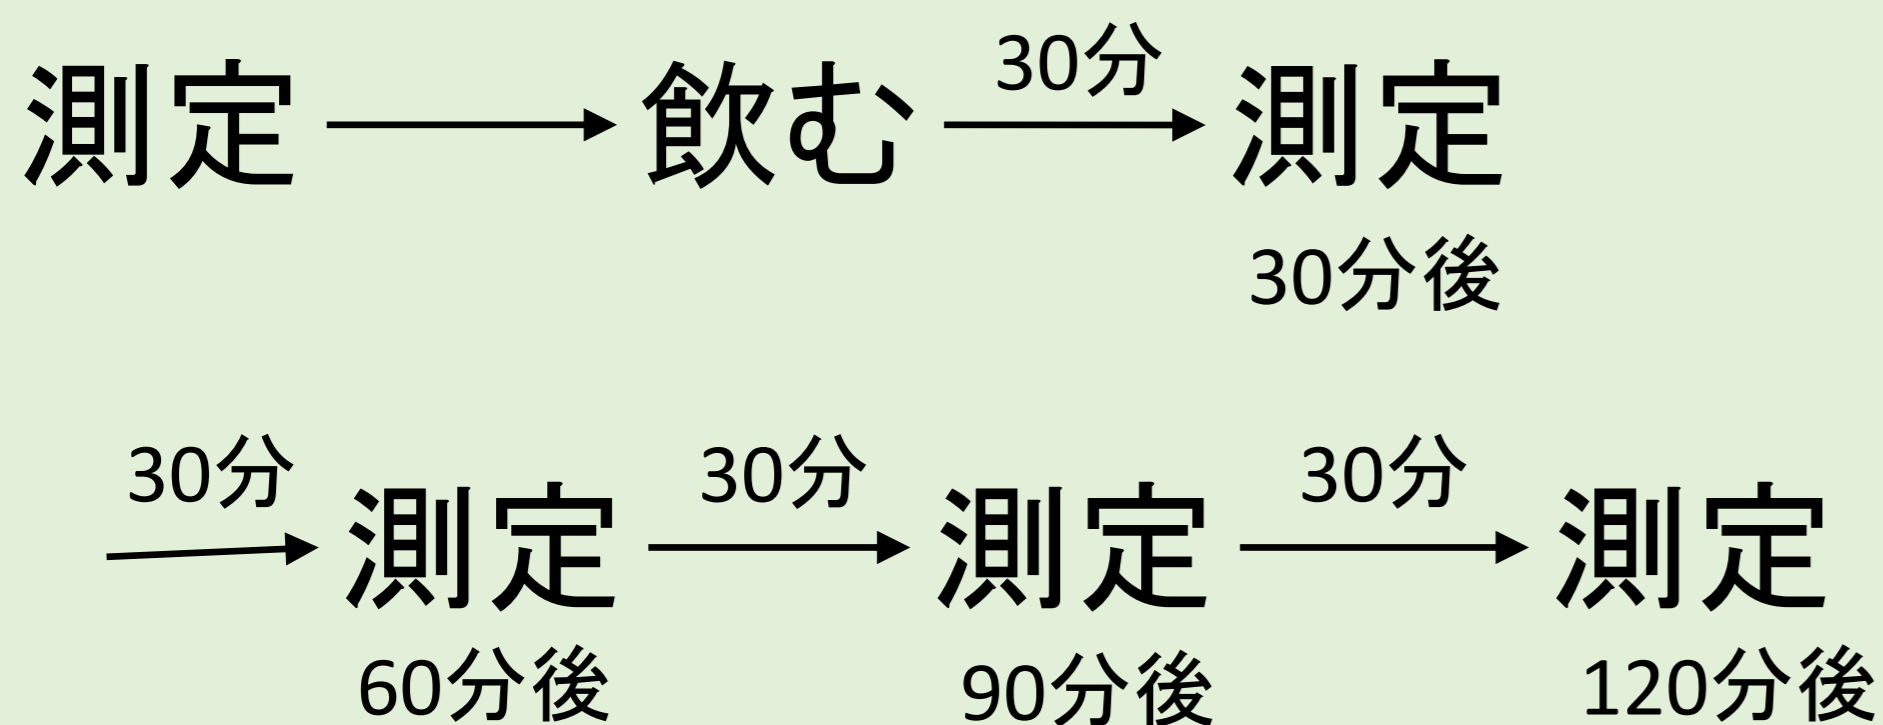 30分
測定 飲む 測定
30分後
30分 30分 30分
測定 測定 測定
60分後 90分後 120分後